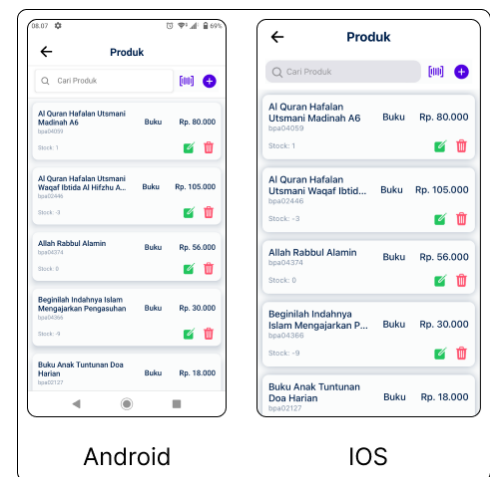 08.07
69%
Produk
Cari Produk
Al Quran Hafalan Utsmani
Madinah A6
Buku
Rp. 80.000
bpa04059
Stock: 1
Al Quran Hafalan Utsmani
Waqaf Ibtida Al Hifzhu A...
Buku
Rp. 105.000
bpa02446
Stock: -3
Allah Rabbul Alamin
Buku
Rp. 56.000
bpa04374
Stock: 0
Beginilah Indahnya Islam
Mengajarkan Pengasuhan
Buku
Rp. 30.000
bpa04366
Stock: -9
Buku Anak Tuntunan Doa
Harian
Buku
Rp. 18.000
bpa02127
Android
Produk
Cari Produk
Al Quran Hafalan
Utsmani Madinah A6
Buku
Rp. 80.000
bpa04059
Stock: 1
Al Quran Hafalan
Utsmani Waqaf Ibtid...
Buku
Rp. 105.000
bpa02446
Stock: -3
Allah Rabbul Alamin
Buku
Rp. 56.000
bpa04374
Stock: 0
Beginilah Indahnya
Islam Mengajarkan P...
Buku
Rp. 30.000
bpa04366
Stock: -9
Buku Anak Tuntunan
Doa Harian
Buku
Rp. 18.000
bpa02127
IOS